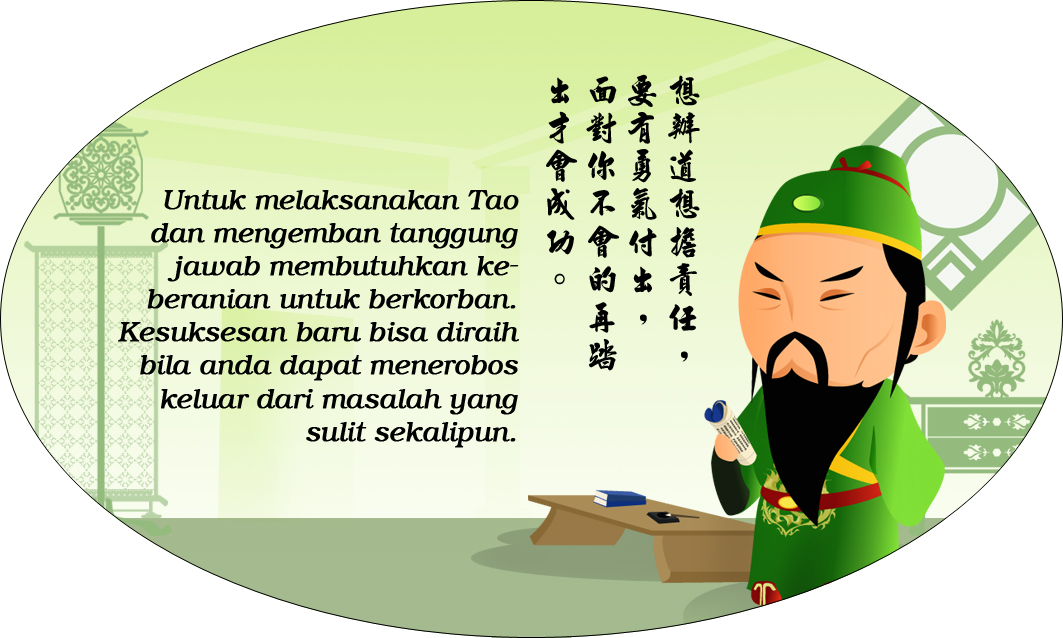 想辦道想擔責任，
要有勇氣付出，
面對你不會的再踏
出才會成功。
Untuk melaksanakan Tao
dan mengemban tanggung
jawab membutuhkan ke-
beranian untuk berkorban.
Kesuksesan baru bisa diraih
bila anda dapat menerobos
keluar dari masalah yang
sulit sekalipun.